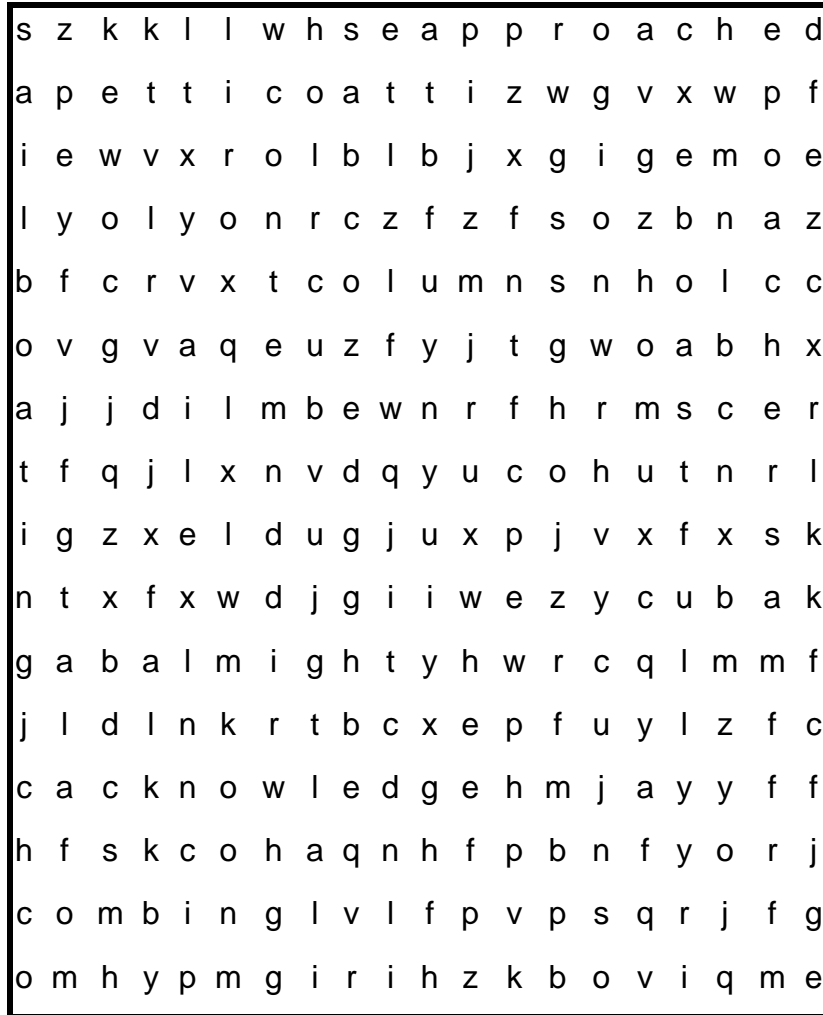 s z k k l l w h s e a p p r o a c h e d
a p e t t i c o a t t i z w g v x w p f
i e w v x r o l b l b j x g i g e m o e
l y o l y o n r c z f z f s o z b n a z
b f c r v x t c o l u m n s n h o l c c
o v g v a q e u z f y j t g w o a b h x
a j j d i l m b e w n r f h r m s c e r
t f q j l x n v d q y u c o h u t n r l
i g z x e l d u g j u x p j v x f x s k
n t x f x w d j g i i w e z y c u b a k
g a b a l m i g h t y h w r c q l m m f
j l d l n k r t b c x e p f u y l z f c
c a c k n o w l e d g e h m j a y y f f
h f s k c o h a q n h f p b n f y o r j
c o m b i n g l v l f p v p s q r j f g
o m h y p m g i r i h z k b o v i q m e